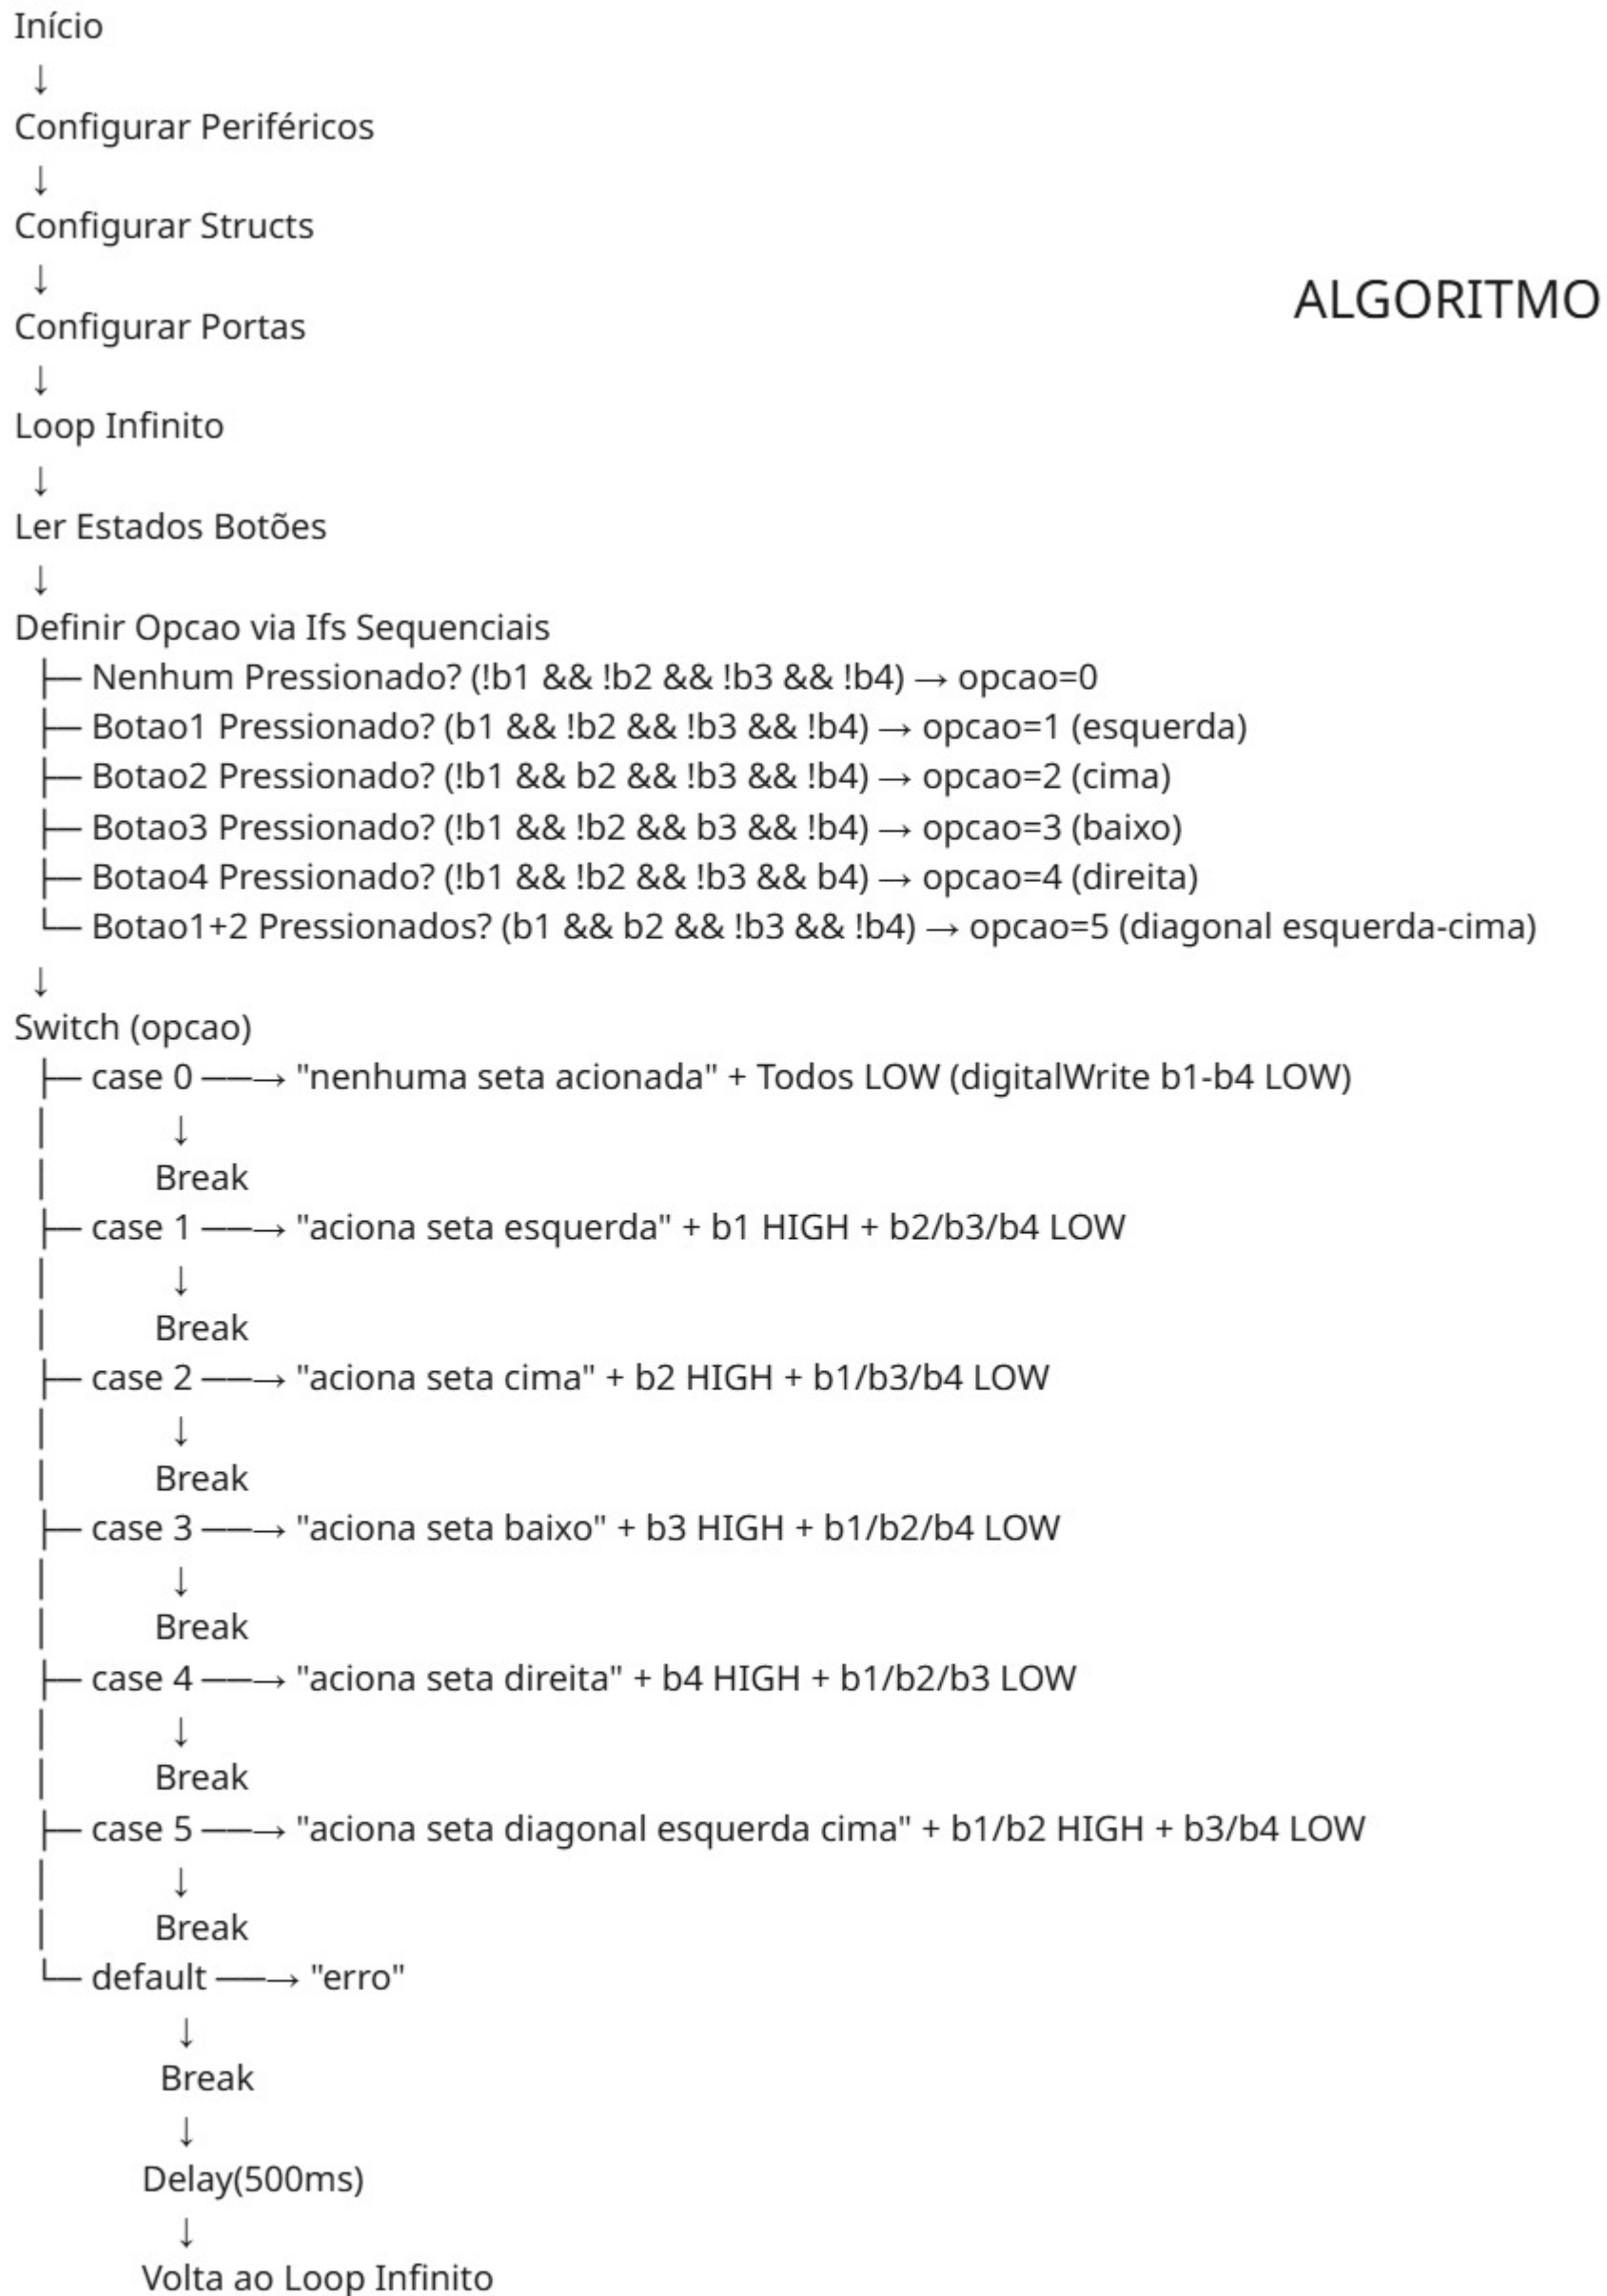 Início
↓
Configurar Periféricos
↓
Configurar Structs
↓
ALGORITMO
Configurar Portas
↓
Loop Infinito
↓
Ler Estados Botões
↓
Definir Opcao via Ifs Sequenciais
├─ Nenhum Pressionado? (!b1 && !b2 && !b3 && !b4) → opcao=0
├─ Botao1 Pressionado? (b1 && !b2 && !b3 && !b4) → opcao=1 (esquerda)
├─ Botao2 Pressionado? (!b1 && b2 && !b3 && !b4) → opcao=2 (cima)
├─ Botao3 Pressionado? (!b1 && !b2 && b3 && !b4) → opcao=3 (baixo)
├─ Botao4 Pressionado? (!b1 && !b2 && !b3 && b4) → opcao=4 (direita)
└─ Botao1+2 Pressionados? (b1 && b2 && !b3 && !b4) → opcao=5 (diagonal esquerda-cima)
↓
Switch (opcao)
├─ case 0 ──→ "nenhuma seta acionada" + Todos LOW (digitalWrite b1-b4 LOW)
│ ↓
│ Break
├─ case 1 ──→ "aciona seta esquerda" + b1 HIGH + b2/b3/b4 LOW
│ ↓
│ Break
├─ case 2 ──→ "aciona seta cima" + b2 HIGH + b1/b3/b4 LOW
│ ↓
│ Break
├─ case 3 ──→ "aciona seta baixo" + b3 HIGH + b1/b2/b4 LOW
│ ↓
│ Break
├─ case 4 ──→ "aciona seta direita" + b4 HIGH + b1/b2/b3 LOW
│ ↓
│ Break
├─ case 5 ──→ "aciona seta diagonal esquerda cima" + b1/b2 HIGH + b3/b4 LOW
│ ↓
│ Break
└─ default ──→ "erro"
↓
Break
↓
Delay(500ms)
↓
Volta ao Loop Infinito